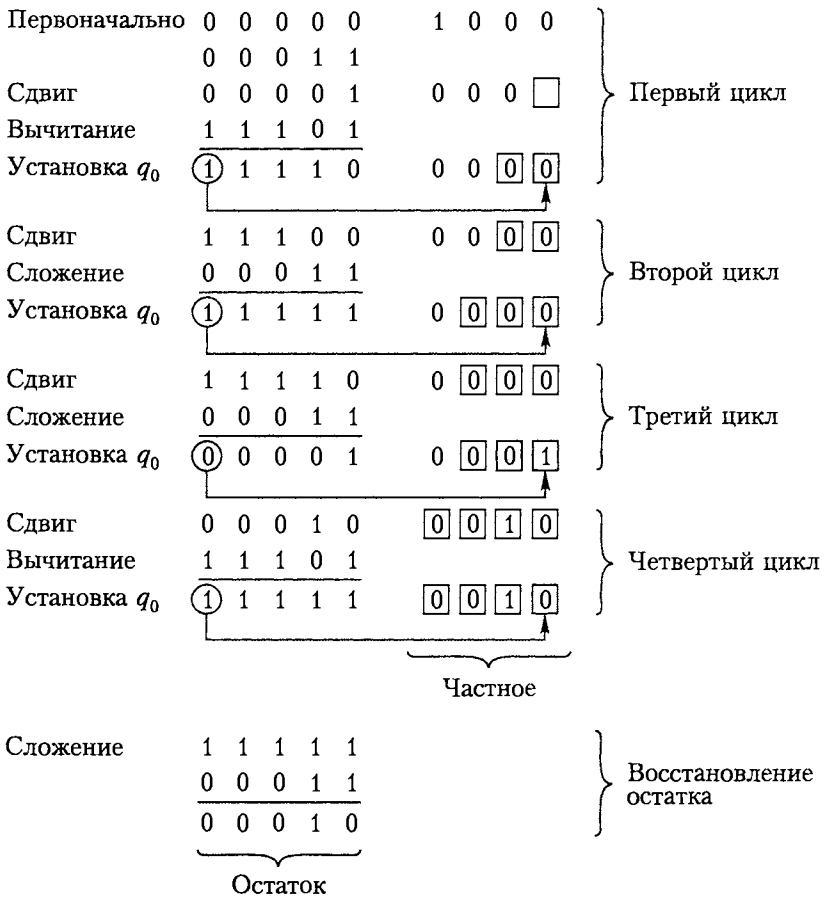 Первоначально 0 0 0 0 0 1 0 0 0
0 0 0 1 1
Сдвиг 0 0 0 0 1 0 0 0 Первый цикл
Вычитание 1 1 1 0 1
Установка q0 1 1 1 1 0 0 0 0 0
Сдвиг 1 1 1 0 0 0 0 0 0
Сложение 0 0 0 1 1 Второй цикл
Установка q0 1 1 1 1 1 0 0 0 0
Сдвиг 1 1 1 1 0 0 0 0 0
Сложение 0 0 0 1 1 Третий цикл
Установка q0 0 0 0 0 1 0 0 0 1
Сдвиг 0 0 0 1 0 0 0 1 0
Вычитание 1 1 1 0 1 Четвертый цикл
Установка q0 1 1 1 1 1 0 0 1 0
Частное
Сложение 1 1 1 1 1
0 0 0 1 1 Восстановление
остатка
0 0 0 1 0
Остаток